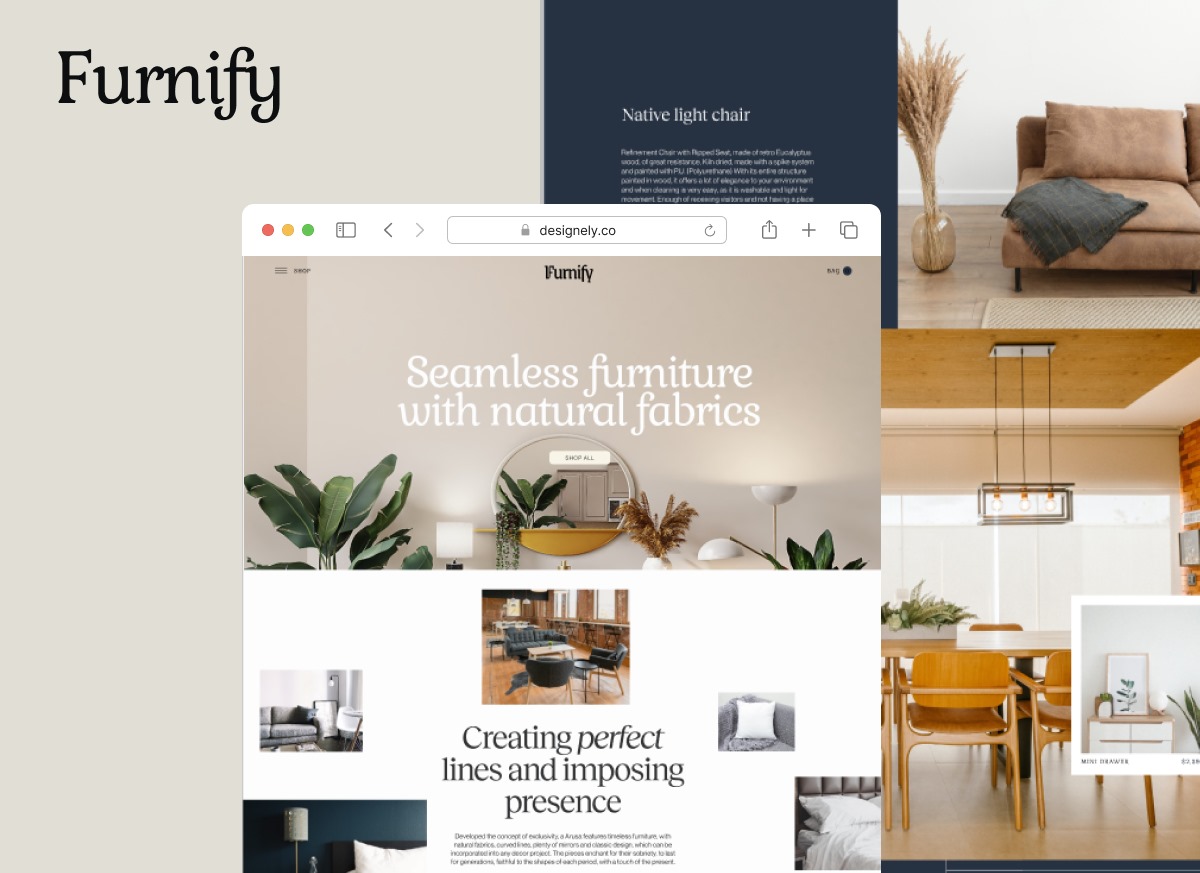 Furnify
Native light chair
Refinement Chair with Ripped Seat, made of retro Eucalyptus
wood, of great resistance. Kiln dried, made with a spike system
and painted with PU. (Polyurethane) With its entire structure
painted in wood, it offers a lot of elegance to your environment
and when cleaning is very easy, as it is washable and light for
movement. Enough of receiving visitors and not having a place
designely.co
SHOP
Furnify
BAG
Seamless furniture
with natural fabrics
SHOP ALL
Creating perfect
lines and imposing
presence
Developed the concept of exclusivity, a Arusa features timeless furniture, with
natural fabrics, curved lines, plenty of mirrors and classic design, which can be
incorporated into any decor project. The pieces enchant for their sobriety, to last
for generations, faithful to the shapes of each period, with a touch of the present.
MINI DRAWER